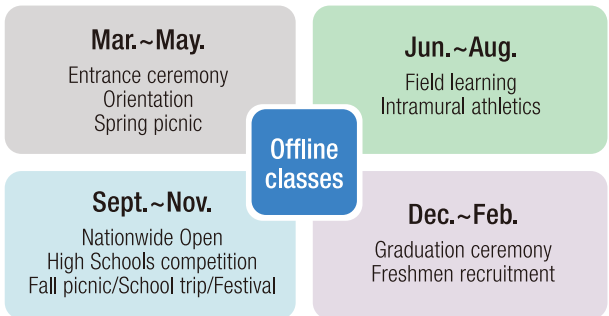 Mar.~May.
Entrance ceremony
Orientation
Spring picnic
Jun.~Aug.
Field learning
Intramural athletics
Offline
classes
Sept.~Nov.
Nationwide Open
High Schools competition
Fall picnic/School trip/Festival
Dec.~Feb.
Graduation ceremony
Freshmen recruitment